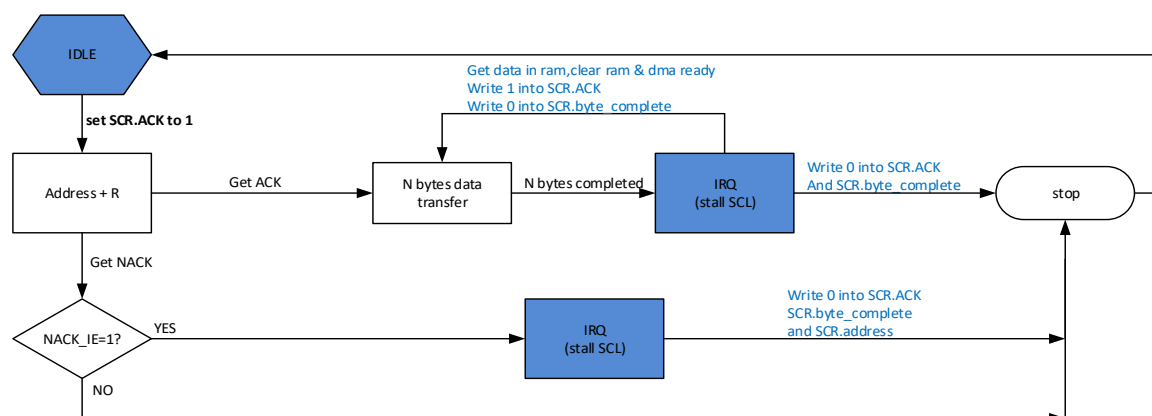 IDLE
Get data in ram,clear ram & dma ready
Write 1 into SCR.ACK
Write 0 into SCR.byte_complete
set SCR.ACK to 1
Address + R
Get ACK
N bytes data
transfer
N bytes completed
IRQ
(stall SCL)
Write 0 into SCR.ACK
And SCR.byte_complete
stop
Get NACK
NACK_IE=1?
YES
IRQ
(stall SCL)
Write 0 into SCR.ACK
SCR.byte_complete
and SCR.address
NO